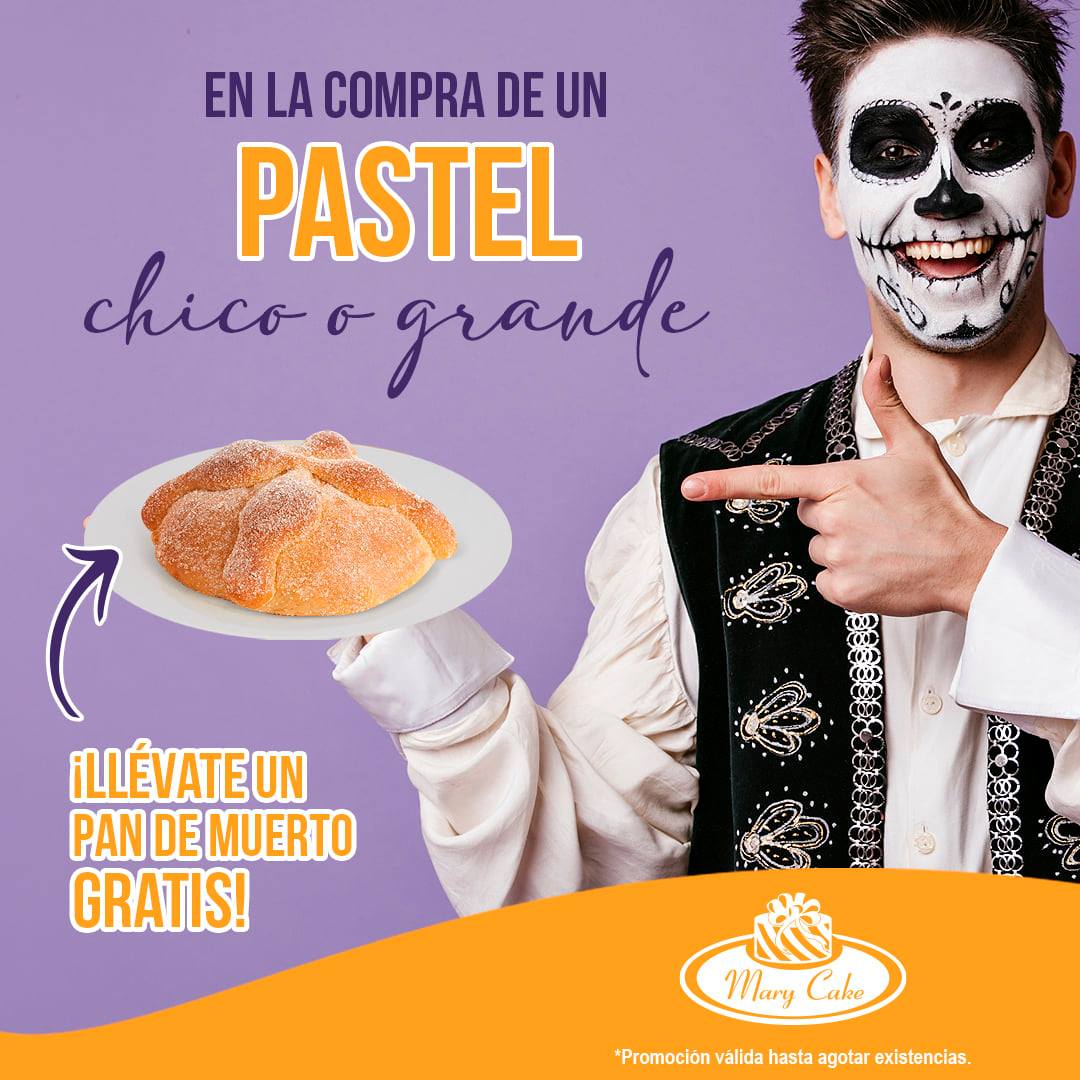 EN LA COMPRA DE UN
PASTEL
chico o grande
¡LLÉVATE UN
PAN DE MUERTO
GRATIS!
Mary Cake
*Promoción válida hasta agotar existencias.